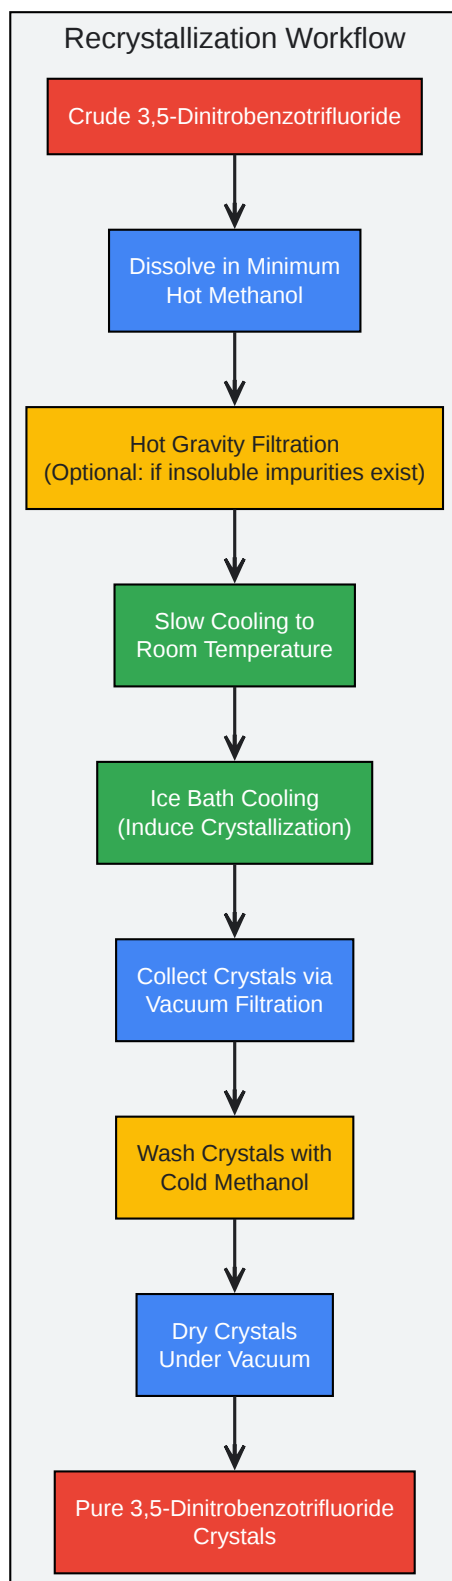 Recrystallization Workflow
Crude 3,5-Dinitrobenzotrifluoride
Dissolve in Minimum
Hot Methanol
Hot Gravity Filtration
(Optional: if insoluble impurities exist)
Slow Cooling to
Room Temperature
Ice Bath Cooling
(Induce Crystallization)
Collect Crystals via
Vacuum Filtration
Wash Crystals with
Cold Methanol
Dry Crystals
Under Vacuum
Pure 3,5-Dinitrobenzotrifluoride
Crystals